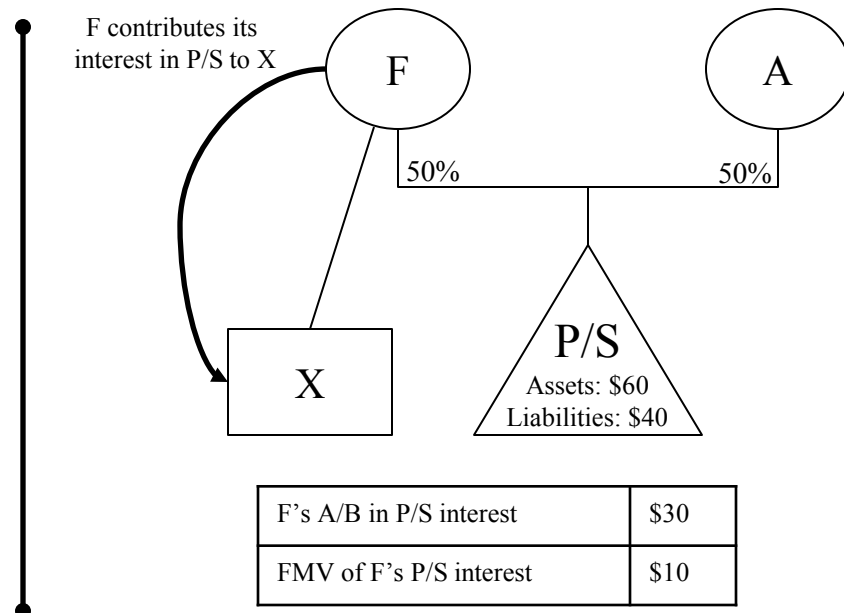 F contributes its
interest in P/S to X
F
A
50%
50%
X
P/S
Assets: $60
Liabilities: $40
F’s A/B in P/S interest $30
FMV of F’s P/S interest $10